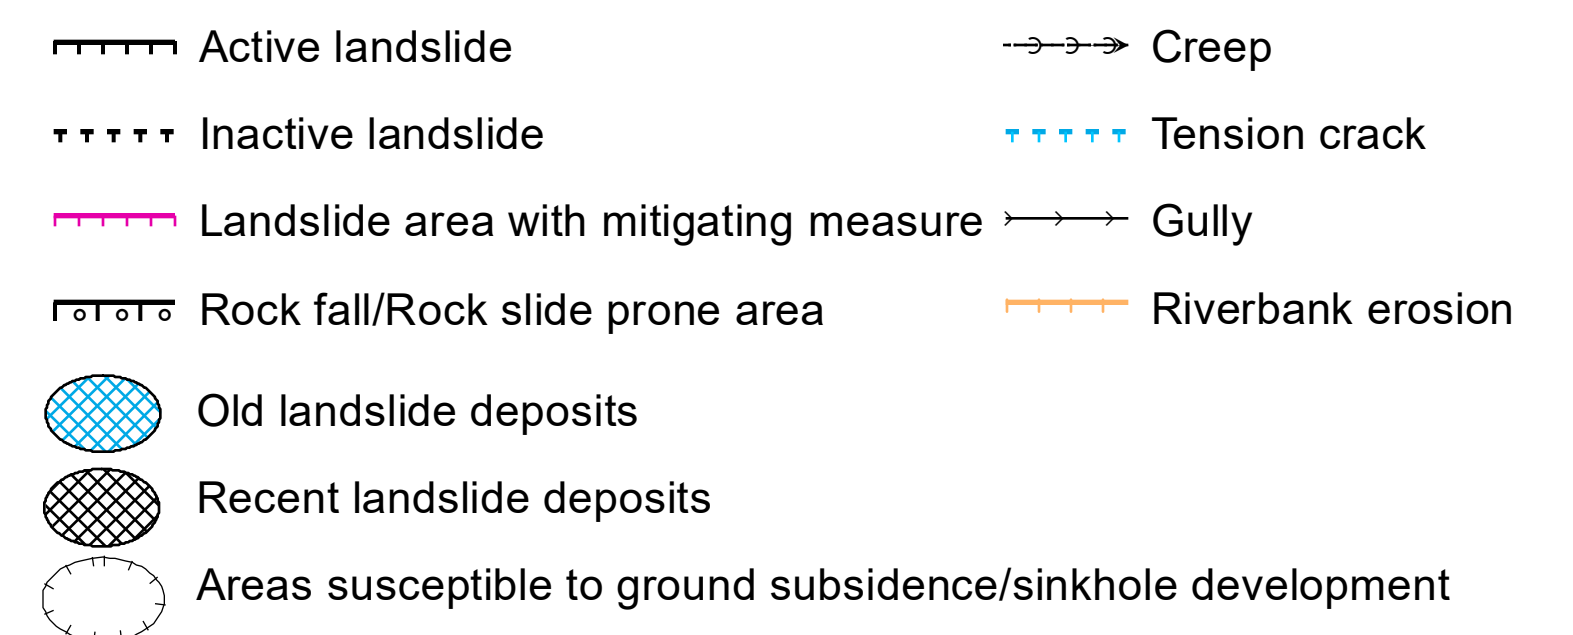 Active landslide
Inactive landslide
Landslide area with mitigating measure
Rock fall/Rock slide prone area
Old landslide deposits
Recent landslide deposits
Areas susceptible to ground subsidence/sinkhole development
Creep
Tension crack
Gully
Riverbank erosion